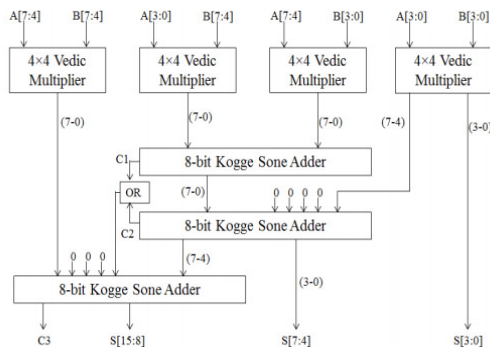 A[7:4] B[7:4] A[3:0] B[7:4] A[7:4] B[3:0] A[3:0] B[3:0]
4×4 Vedic Multiplier
4×4 Vedic Multiplier
4×4 Vedic Multiplier
4×4 Vedic Multiplier
(7-0) (7-0) (7-0) (7-4) (3-0)
C1
8-bit Kogge Sone Adder
OR
(7-0)
0 0 0 0
C2
8-bit Kogge Sone Adder
0 0 0
(7-4)
8-bit Kogge Sone Adder
(3-0)
C3 S[15:8] S[7:4] S[3:0]